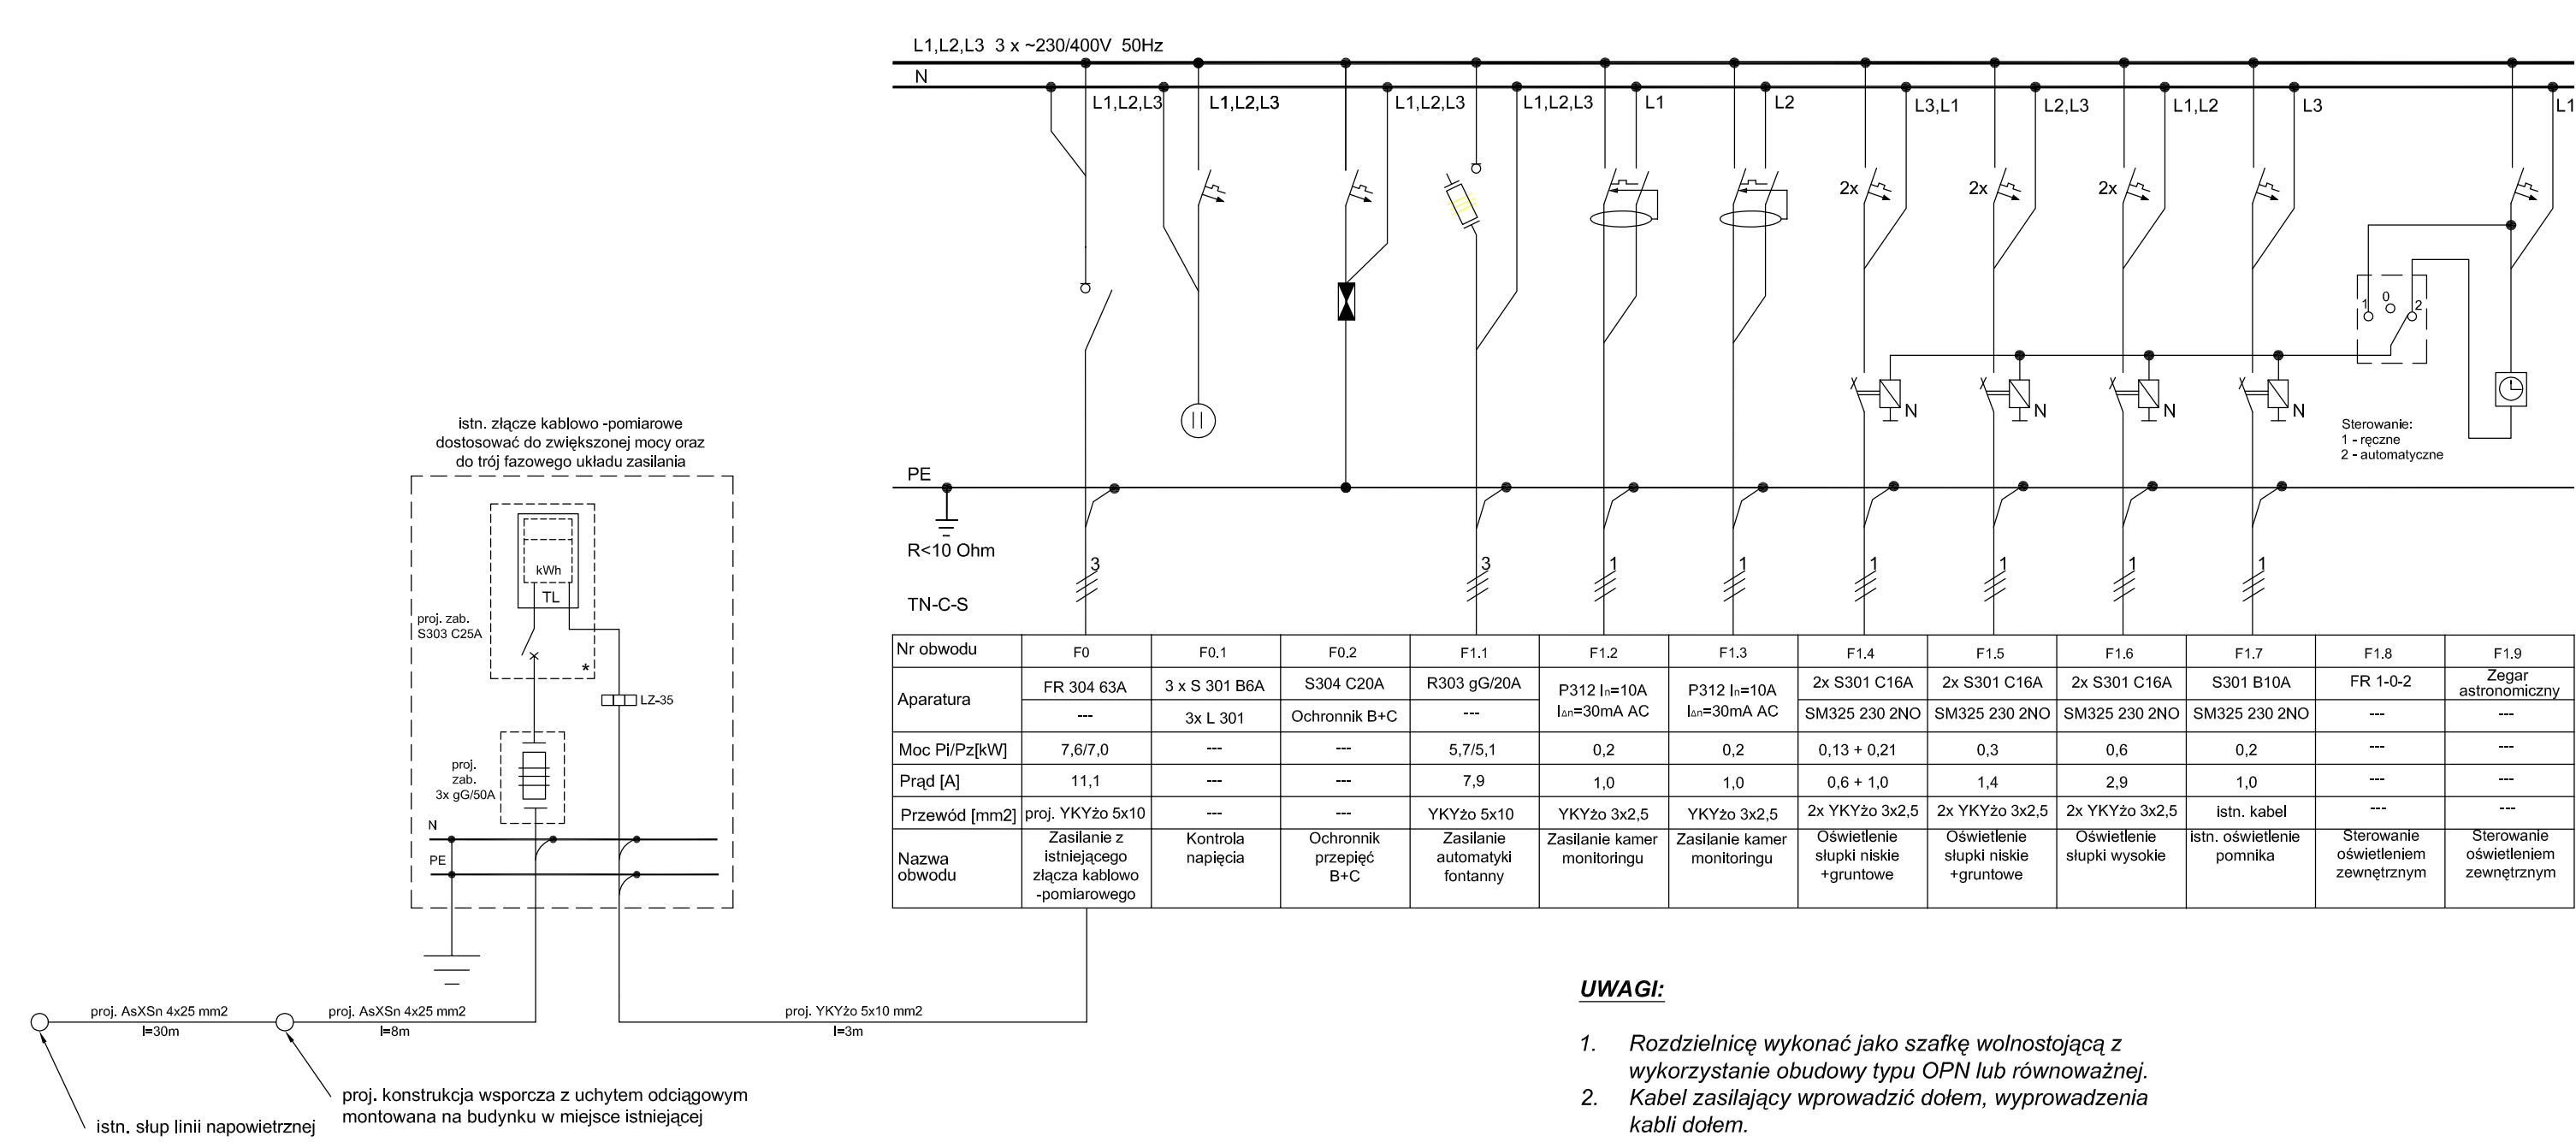 L1,L2,L3 3 x ~230/400V 50Hz
N
L1,L2,L3 L1,L2,L3 L1,L2,L3 L1,L2,L3 L1 L2 L3,L1 L2,L3 L1,L2 L3 L1
2x 2x 2x
1 0 2
N N N N
Sterowanie:
1 - ręczne
2 - automatyczne
PE
R<10 Ohm
3 3 1 1 1 1 1 1
TN-C-S
istn. złącze kablowo -pomiarowe
dostosować do zwiększonej mocy oraz
do trój fazowego układu zasilania
kWh
TL
proj. zab.
S303 C25A
*
LZ-35
proj.
zab.
3x gG/50A
N
PE
Nr obwodu F0 F0.1 F0.2 F1.1 F1.2 F1.3 F1.4 F1.5 F1.6 F1.7 F1.8 F1.9
Aparatura
FR 304 63A
---
3 x S 301 B6A
3x L 301
S304 C20A
Ochronnik B+C
R303 gG/20A
---
P312 In=10A
IΔn=30mA AC
P312 In=10A
IΔn=30mA AC
2x S301 C16A
SM325 230 2NO
2x S301 C16A
SM325 230 2NO
2x S301 C16A
SM325 230 2NO
S301 B10A
SM325 230 2NO
FR 1-0-2
---
Zegar
astronomiczny
---
Moc Pi/Pz[kW] 7,6/7,0 --- --- 5,7/5,1 0,2 0,2 0,13 + 0,21 0,3 0,6 0,2 --- ---
Prąd [A] 11,1 --- --- 7,9 1,0 1,0 0,6 + 1,0 1,4 2,9 1,0 --- ---
Przewód [mm2] proj. YKYżo 5x10 --- --- YKYżo 5x10 YKYżo 3x2,5 YKYżo 3x2,5 2x YKYżo 3x2,5 2x YKYżo 3x2,5 2x YKYżo 3x2,5 istn. kabel --- ---
Nazwa
obwodu
Zasilanie z
istniejącego
złącza kablowo
-pomiarowego
Kontrola
napięcia
Ochronnik
przepięć
B+C
Zasilanie
automatyki
fontanny
Zasilanie kamer
monitoringu
Zasilanie kamer
monitoringu
Oświetlenie
słupki niskie
+gruntowe
Oświetlenie
słupki niskie
+gruntowe
Oświetlenie
słupki wysokie
istn. oświetlenie
pomnika
Sterowanie
oświetleniem
zewnętrznym
Sterowanie
oświetleniem
zewnętrznym
proj. AsXSn 4x25 mm2
l=30m
proj. AsXSn 4x25 mm2
l=8m
proj. YKYżo 5x10 mm2
l=3m
proj. konstrukcja wsporcza z uchytem odciągowym
montowana na budynku w miejsce istniejącej
istn. słup linii napowietrznej
UWAGI:
1. Rozdzielnicę wykonać jako szafkę wolnostojącą z
wykorzystanie obudowy typu OPN lub równoważnej.
2. Kabel zasilający wprowadzić dołem, wyprowadzenia
kabli dołem.